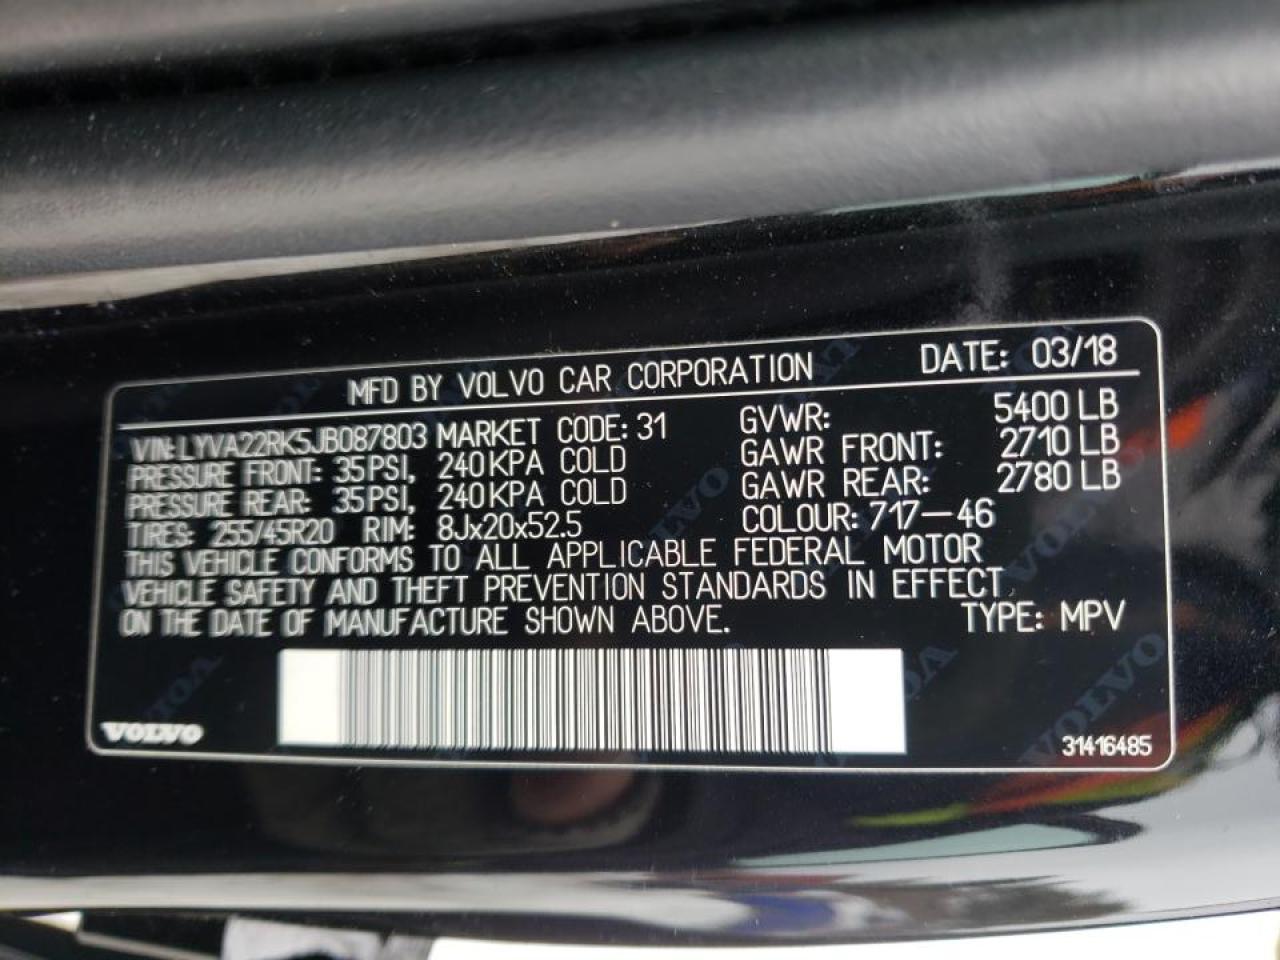 MFD BY VOLVO CAR CORPORATION DATE: 03/18
VIN:LYVA22RK5JB087803 MARKET CODE: 31 GVWR: 5400 LB
PRESSURE FRONT: 35 PSI, 240 KPA COLD GAWR FRONT: 2710 LB
PRESSURE REAR: 35 PSI, 240 KPA COLD GAWR REAR: 2780 LB
TIRES: 255/45R20 RIM: 8Jx20x52.5 COLOUR: 717-46
THIS VEHICLE CONFORMS TO ALL APPLICABLE FEDERAL MOTOR
VEHICLE SAFETY AND THEFT PREVENTION STANDARDS IN EFFECT
ON THE DATE OF MANUFACTURE SHOWN ABOVE. TYPE: MPV
VOLVO
31416485